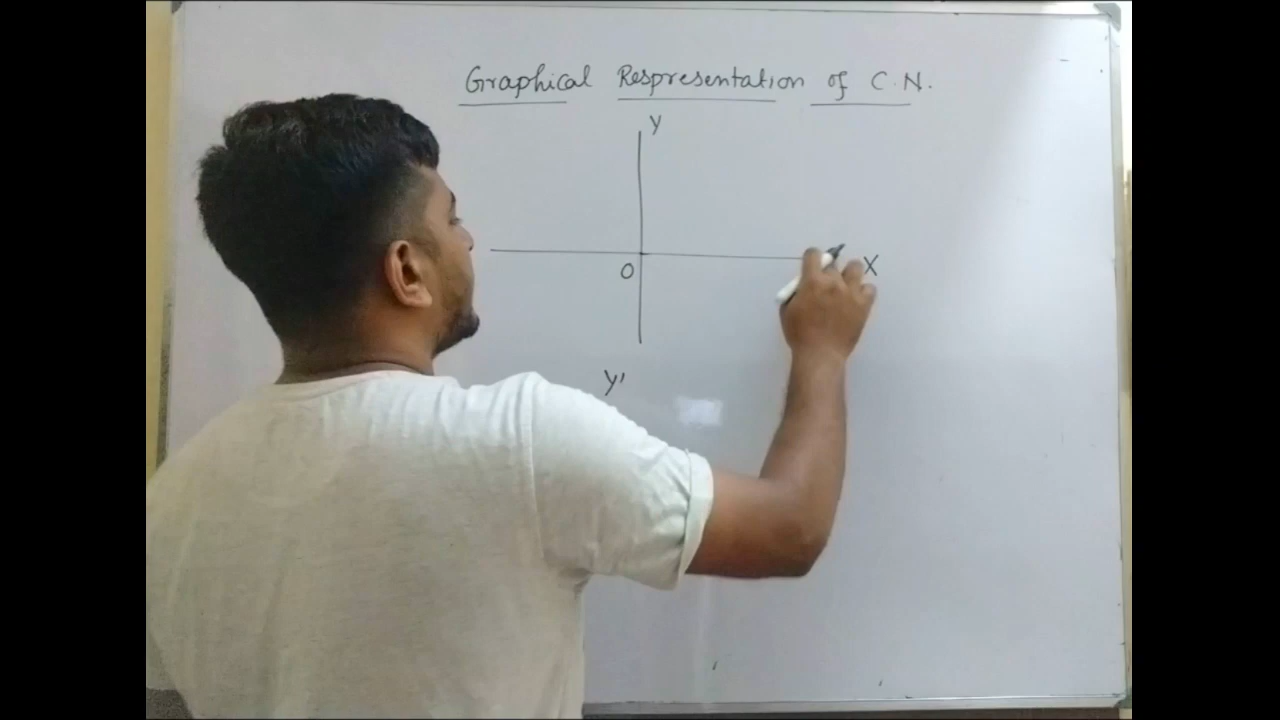 Graphical Respresentation of C.N.
Y
O X
Y'